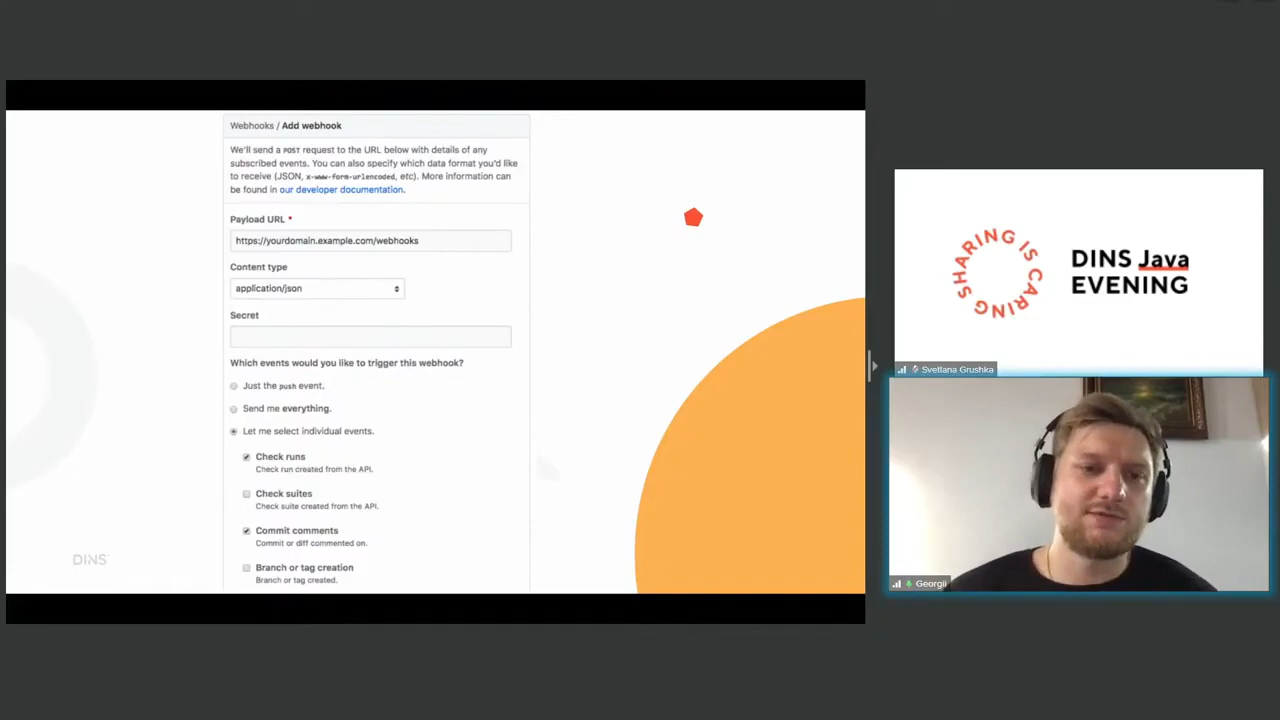 Webhooks / Add webhook
We'll send a POST request to the URL below with details of any
subscribed events. You can also specify which data format you'd like
to receive (JSON, x-www-form-urlencoded, etc). More information can
be found in our developer documentation.
Payload URL *
https://yourdomain.example.com/webhooks
Content type
application/json
Secret
Which events would you like to trigger this webhook?
Just the push event.
Send me everything.
Let me select individual events.
Check runs
Check run created from the API.
Check suites
Check suite created from the API.
Commit comments
Commit or diff commented on.
Branch or tag creation
Branch or tag created.
DINS
SHARING IS CARING
DINS Java
EVENING
Svetlana Grushka
Georgii